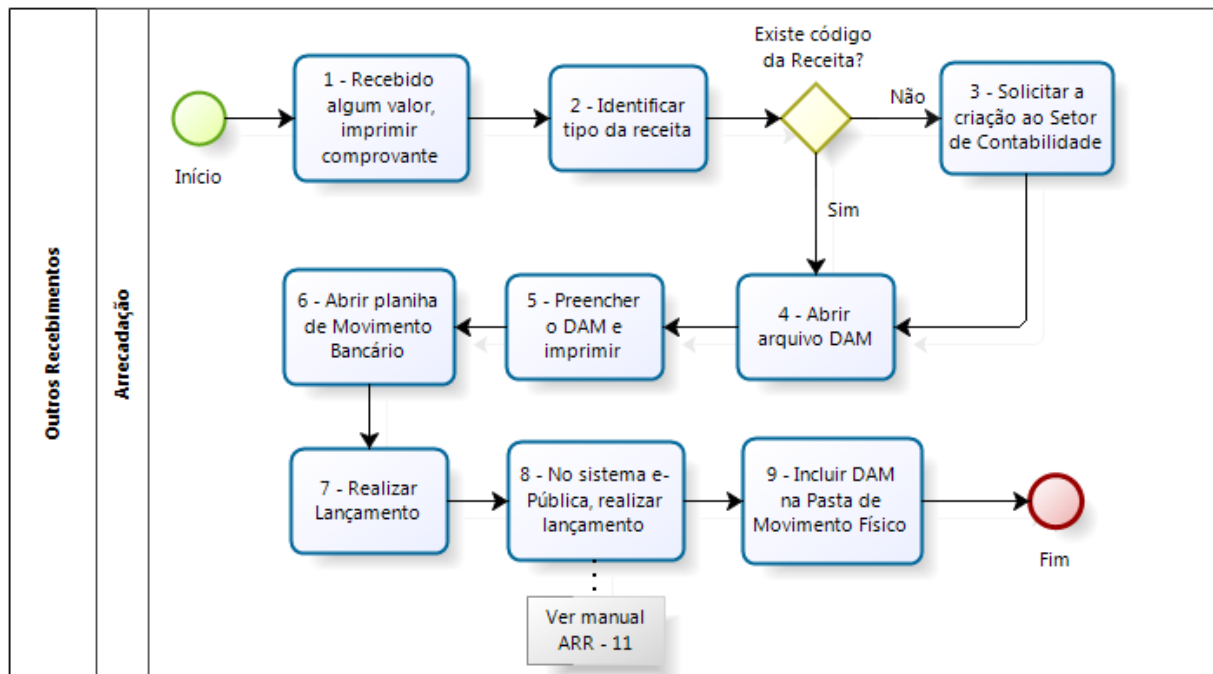 Outros Recebimentos
Arrecadação
Início
1 - Recebido
algum valor,
imprimir
comprovante
2 - Identificar
tipo da receita
Existe código
da Receita?
Não
Sim
3 - Solicitar a
criação ao Setor
de Contabilidade
4 - Abrir
arquivo DAM
5 - Preencher
o DAM e
imprimir
6 - Abrir planiha
de Movimento
Bancário
7 - Realizar
Lançamento
8 - No sistema e-
Pública, realizar
lançamento
Ver manual
ARR - 11
9 - Incluir DAM
na Pasta de
Movimento Físico
Fim